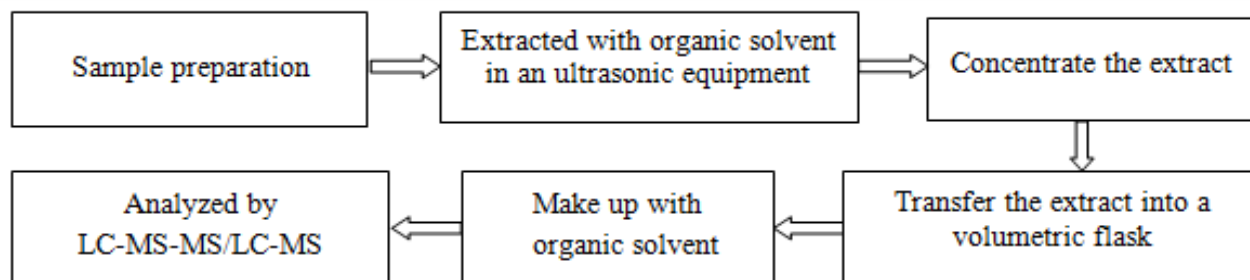 Sample preparation
Extracted with organic solvent
in an ultrasonic equipment
Concentrate the extract
Transfer the extract into a
volumetric flask
Make up with
organic solvent
Analyzed by
LC-MS-MS/LC-MS